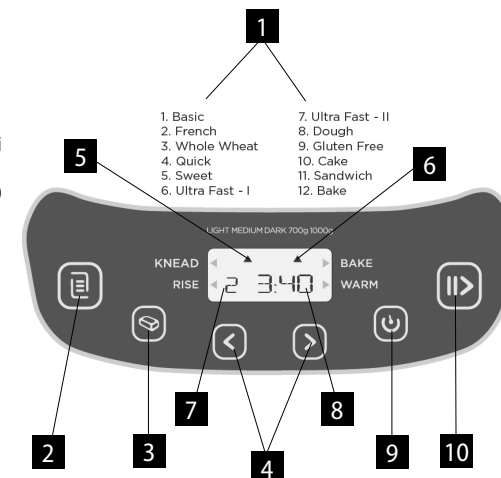 1
1. Basic
2. French
3. Whole Wheat
4. Quick
5. Sweet
6. Ultra Fast - I
7. Ultra Fast - II
8. Dough
9. Gluten Free
10. Cake
11. Sandwich
12. Bake
i
)
5
6
LIGHT MEDIUM DARK 700g 1000g
KNEAD
BAKE
RISE
2 3:40
WARM
7
8
2
3
4
9
10